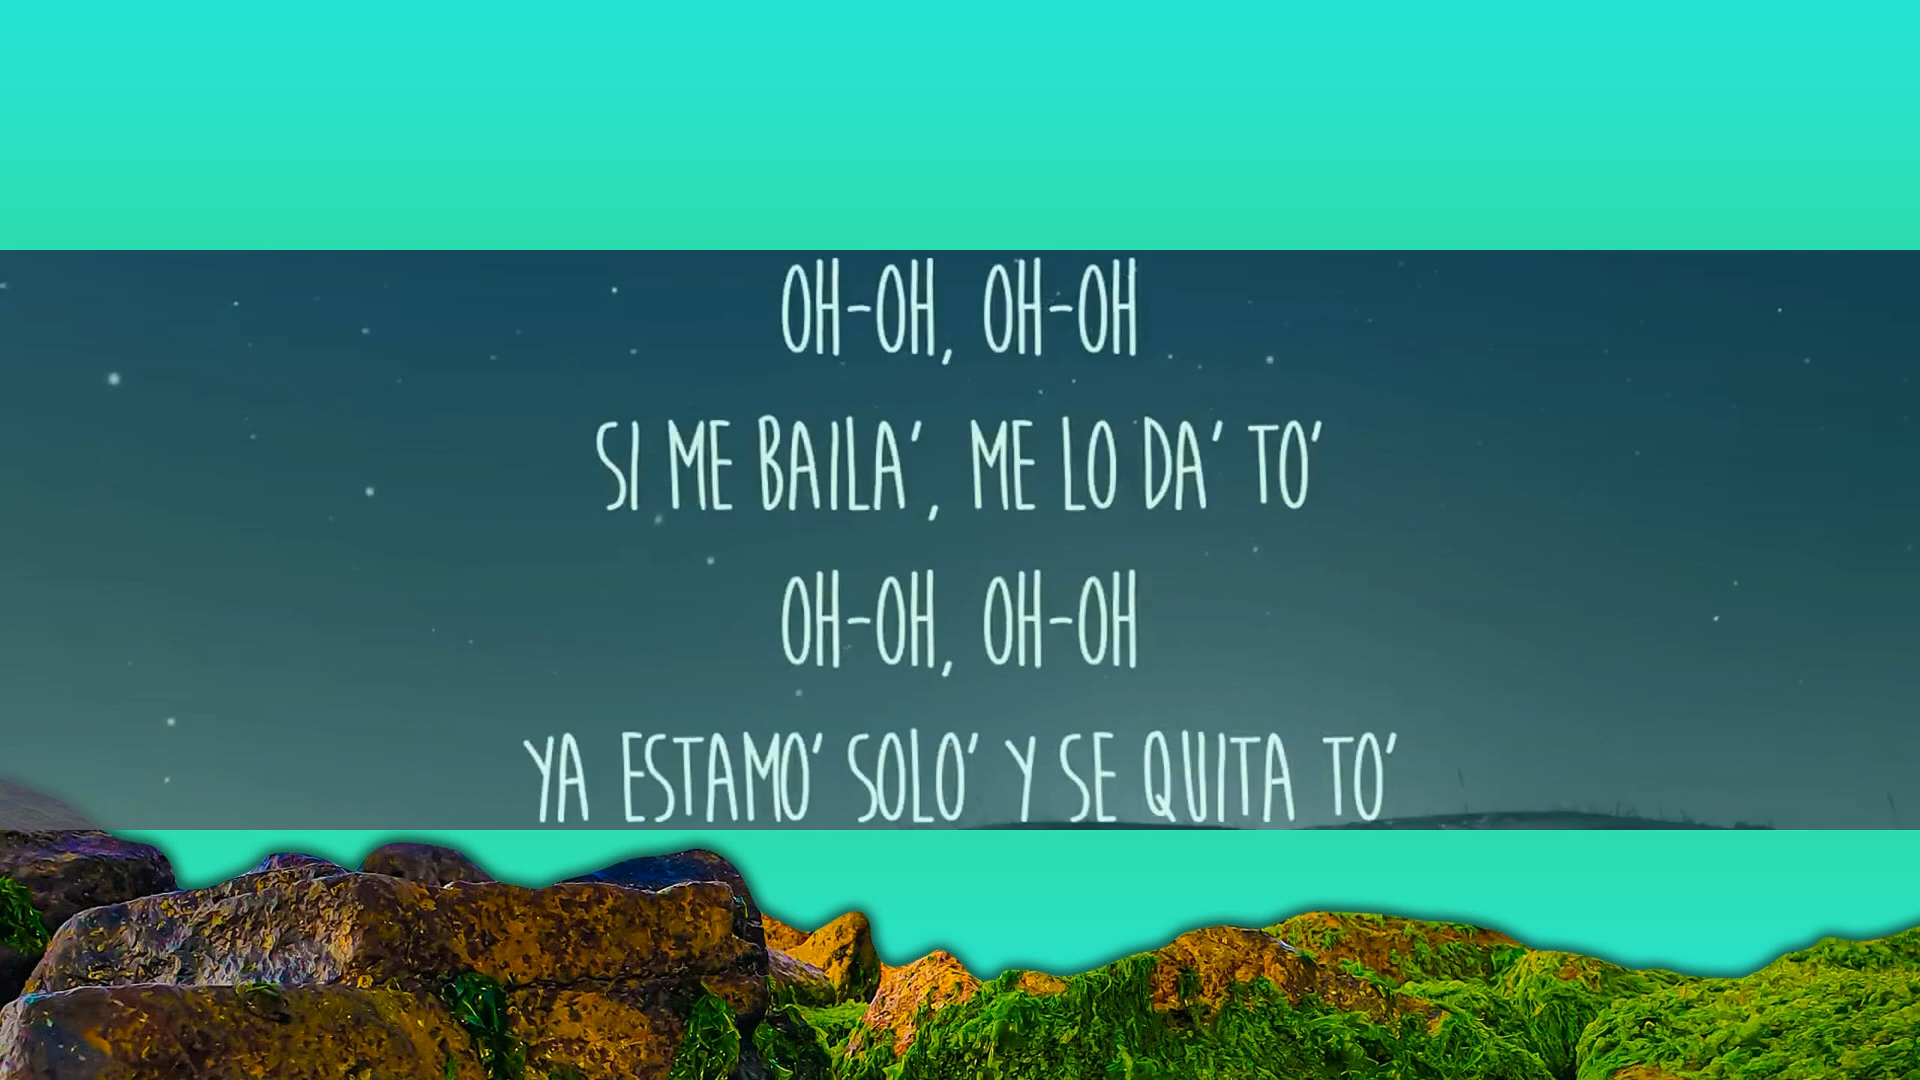 OH-OH, OH-OH
SI ME BAILA', ME LO DA' TO'
OH-OH, OH-OH
YA ESTAMO' SOLO' Y SE QUITA TO'